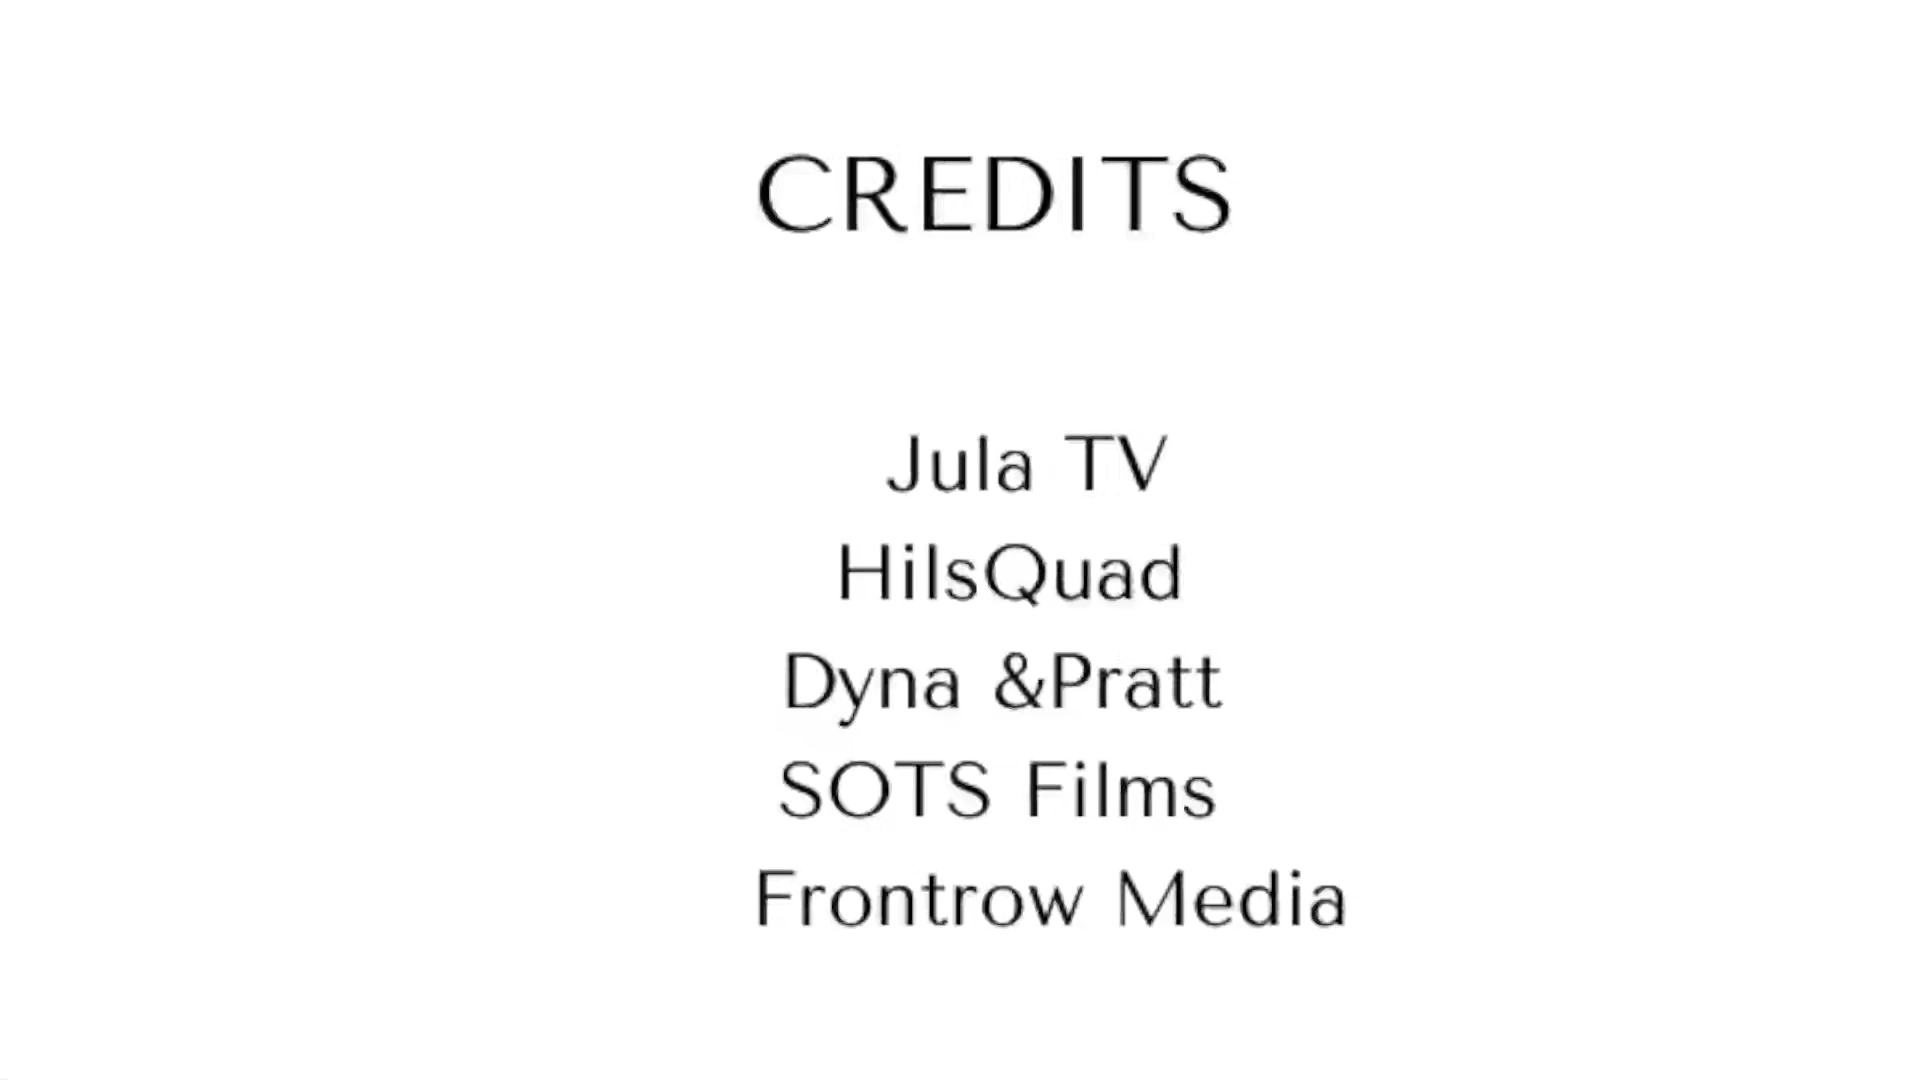 CREDITS
Jula TV
HilsQuad
Dyna &Pratt
SOTS Films
Frontrow Media